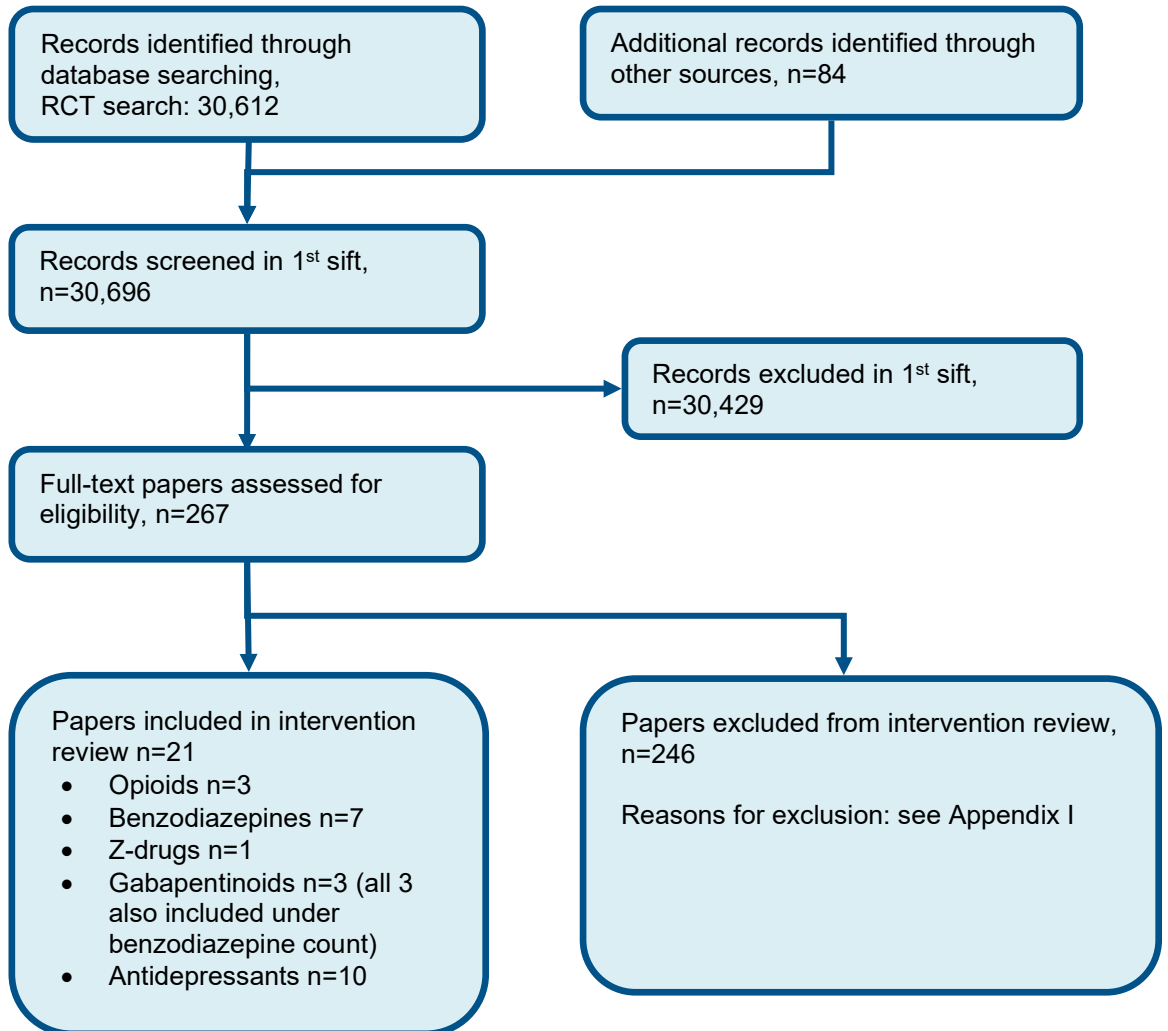 Records identified through
database searching,
RCT search: 30,612
Additional records identified through
other sources, n=84
Records screened in 1st sift,
n=30,696
Records excluded in 1st sift,
n=30,429
Full-text papers assessed for
eligibility, n=267
Papers included in intervention
review n=21
• Opioids n=3
• Benzodiazepines n=7
• Z-drugs n=1
• Gabapentinoids n=3 (all 3
also included under
benzodiazepine count)
• Antidepressants n=10
Papers excluded from intervention review,
n=246
Reasons for exclusion: see Appendix I